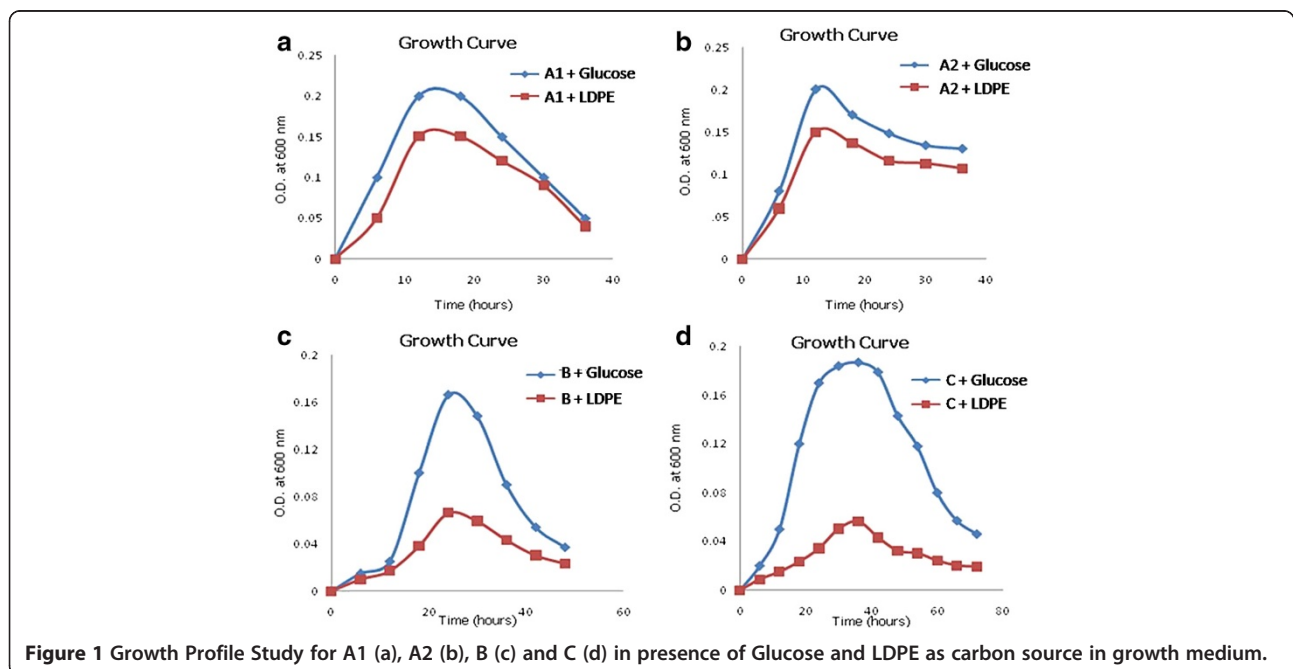 a
Growth Curve
0.25
0.2
0.15
0.1
0.05
0
O.D. at 600 nm
A1 + Glucose
A1 + LDPE
0 10 20 30 40
Time (hours)
b
Growth Curve
0.25
0.2
0.15
0.1
.05
0
O.D. at 600 nm
A2 + Glucose
A2 + LDPE
0 10 20 30 40
Time (hours)
c
Growth Curve
0.2
0.16
0.12
0.08
0.04
0
O.D. at 600 nm
B + Glucose
B + LDPE
0 20 40 60
Time (hours)
d
Growth Curve
0.2
0.16
0.12
0.08
0.04
0
O.D. at 600 nm
C + Glucose
C + LDPE
0 20 40 60 80
Time (hours)
Figure 1 Growth Profile Study for A1 (a), A2 (b), B (c) and C (d) in presence of Glucose and LDPE as carbon source in growth medium.